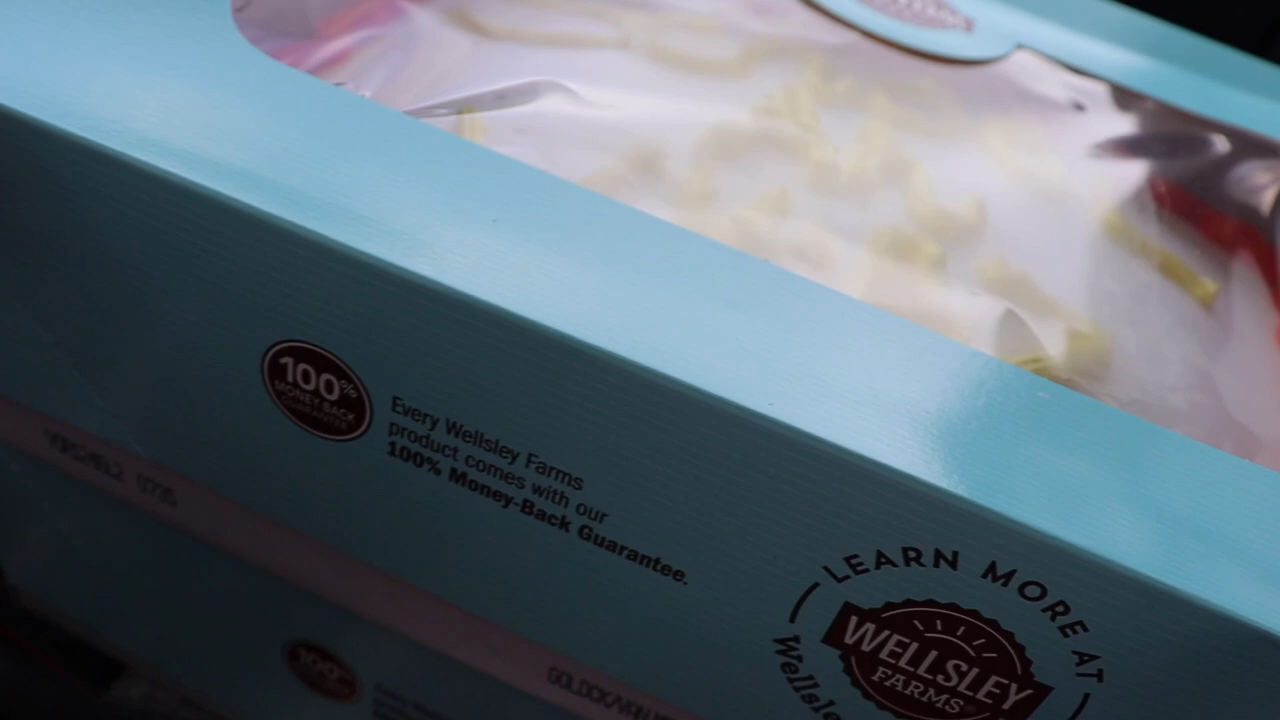 100%
MONEY-BACK
GUARANTEE
Every Wellsley Farms
product comes with our
100% Money-Back Guarantee.
LEARN MORE AT
WELLSLEY
FARMS®
100%